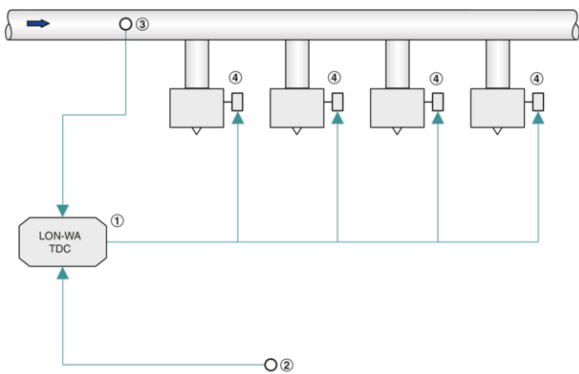 ③
④ ④ ④ ④
①
LON-WA
TDC
②